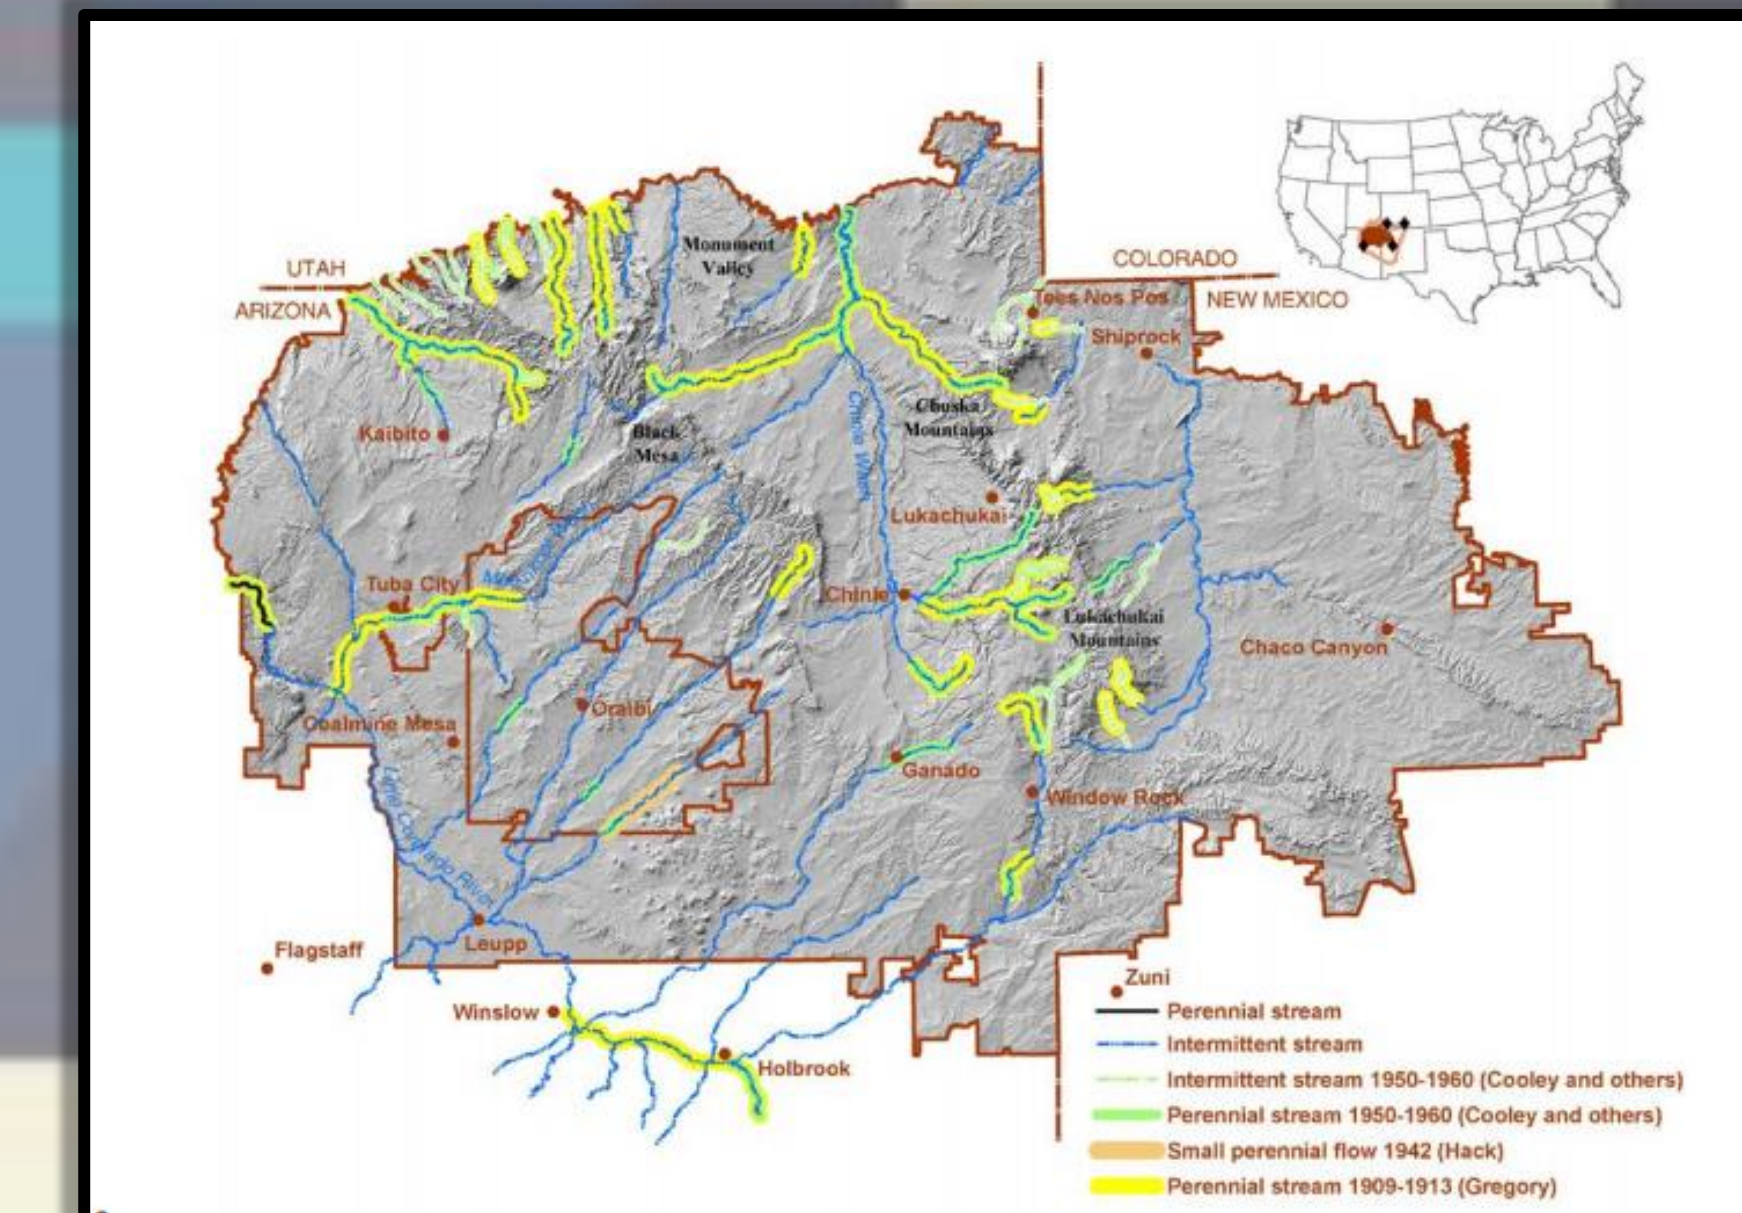 UTAH
ARIZONA
COLORADO
NEW MEXICO
Monument
Valley
Tees Nos Pos
Shiprock
Kaibito
Black
Mesa
Chuska
Mountains
Lukachukai
Tuba City
Chinle
Lukachukai
Mountains
Chaco Canyon
Oraibi
Coalmine Mesa
Ganado
Window Rock
Little Colorado River
Leupp
Flagstaff
Winslow
Holbrook
Zuni
Perennial stream
Intermittent stream
Intermittent stream 1950-1960 (Cooley and others)
Perennial stream 1950-1960 (Cooley and others)
Small perennial flow 1942 (Hack)
Perennial stream 1909-1913 (Gregory)